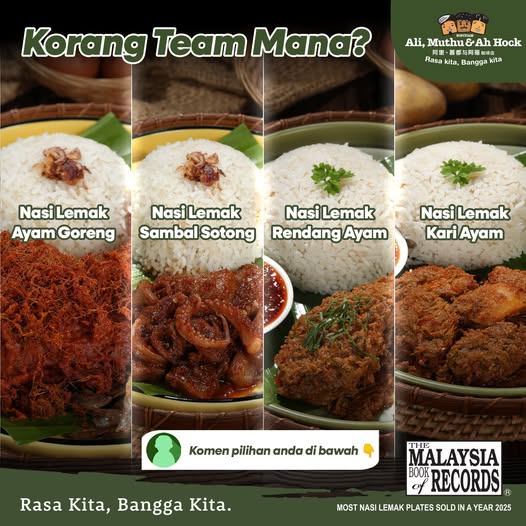 Korang Team Mana?
Ali, Muthu & Ah Hock
Rasa kita, Bangga kita
Nasi Lemak
Ayam Goreng
Nasi Lemak
Sambal Sotong
Nasi Lemak
Rendang Ayam
Nasi Lemak
Kari Ayam
Komen pilihan anda di bawah 👇
THE
MALAYSIA
BOOK
of RECORDS
®
Rasa Kita, Bangga Kita.
MOST NASI LEMAK PLATES SOLD IN A YEAR 2025